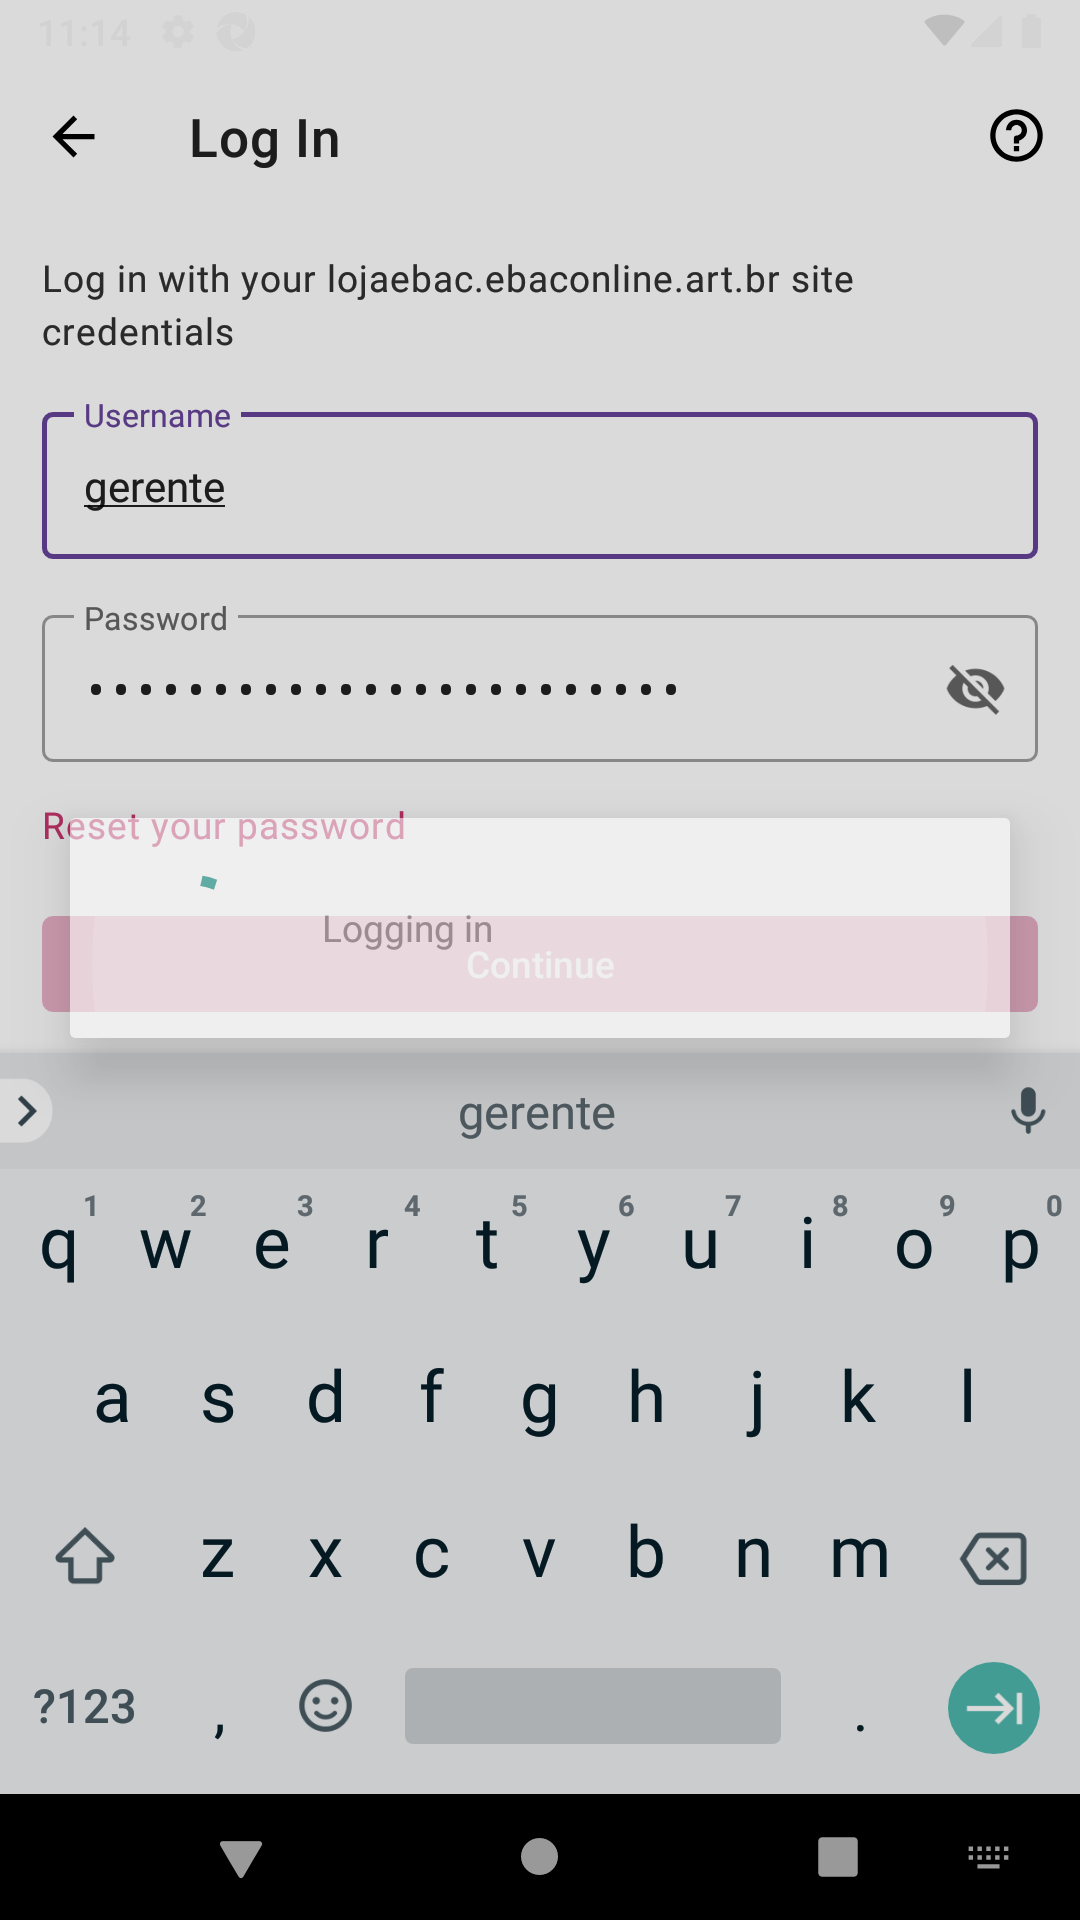 11:14
Log In
Log in with your lojaebac.ebaconline.art.br site
credentials
Username
gerente
Password
••••••••••••••••••••••••
Reset your password
Logging in
Continue
gerente
1 2 3 4 5 6 7 8 9 0
q w e r t y u i o p
a s d f g h j k l
z x c v b n m
?123 , .